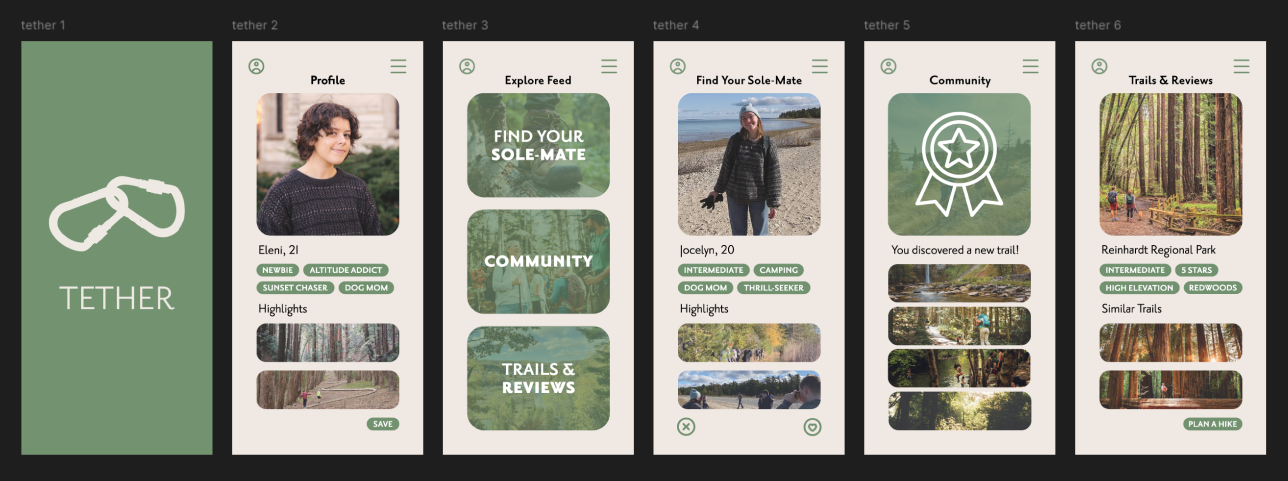 tether 1
TETHER
tether 2
Profile
Eleni, 21
NEWBIE
ALTITUDE ADDICT
SUNSET CHASER
DOG MOM
Highlights
SAVE
tether 3
Explore Feed
FIND YOUR
SOLE-MATE
COMMUNITY
TRAILS &
REVIEWS
tether 4
Find Your Sole-Mate
Jocelyn, 20
INTERMEDIATE
CAMPING
DOG MOM
THRILL-SEEKER
Highlights
tether 5
Community
You discovered a new trail!
tether 6
Trails & Reviews
Reinhardt Regional Park
INTERMEDIATE
5 STARS
HIGH ELEVATION
REDWOODS
Similar Trails
PLAN A HIKE